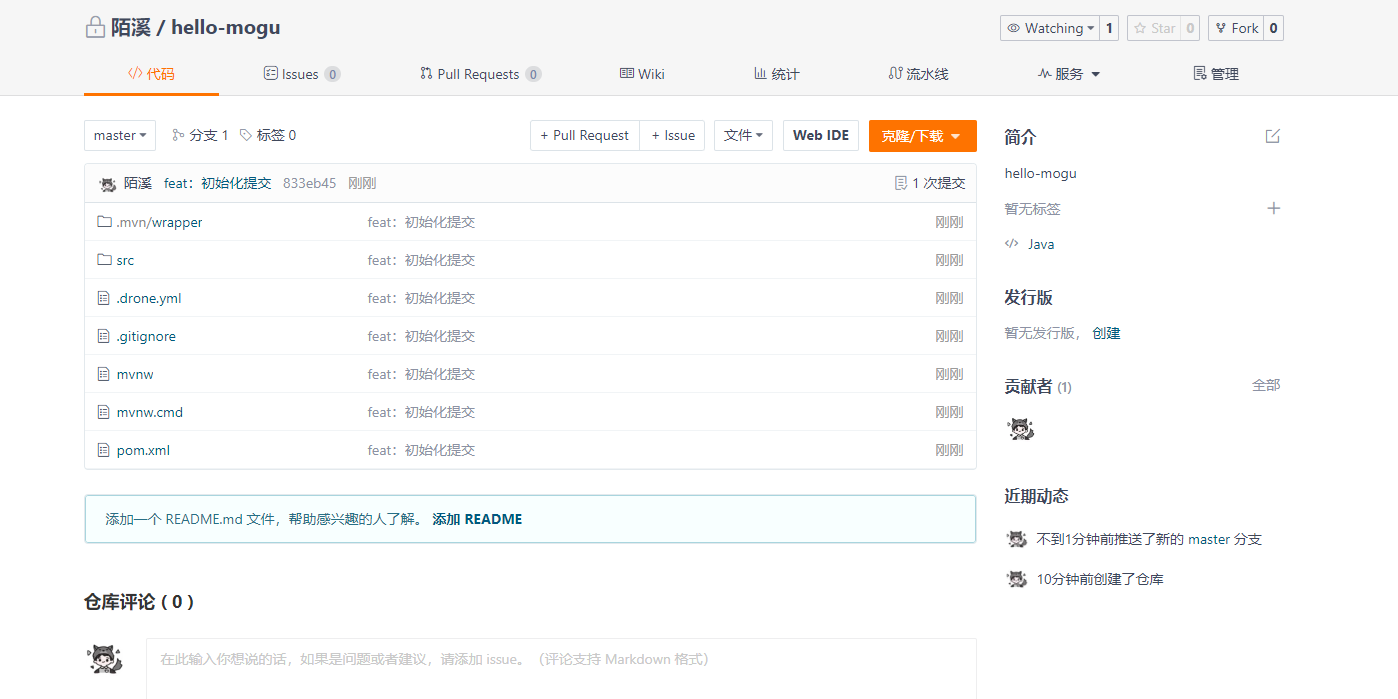 陌溪 / hello-mogu
Watching 1 Star 0 Fork 0
代码 Issues 0 Pull Requests 0 Wiki 统计 流水线 服务 管理
master 分支 1 标签 0 + Pull Request + Issue 文件 Web IDE 克隆/下载
陌溪 feat：初始化提交 833eb45 刚刚 1 次提交
.mvn/wrapper feat：初始化提交 刚刚
src feat：初始化提交 刚刚
.drone.yml feat：初始化提交 刚刚
.gitignore feat：初始化提交 刚刚
mvnw feat：初始化提交 刚刚
mvnw.cmd feat：初始化提交 刚刚
pom.xml feat：初始化提交 刚刚
添加一个 README.md 文件，帮助感兴趣的人了解。 添加 README
仓库评论 ( 0 )
在此输入你想说的话，如果是问题或者建议，请添加 issue。（评论支持 Markdown 格式）
简介
hello-mogu
暂无标签
Java
发行版
暂无发行版， 创建
贡献者 (1) 全部
近期动态
不到1分钟前推送了新的 master 分支
10分钟前创建了仓库